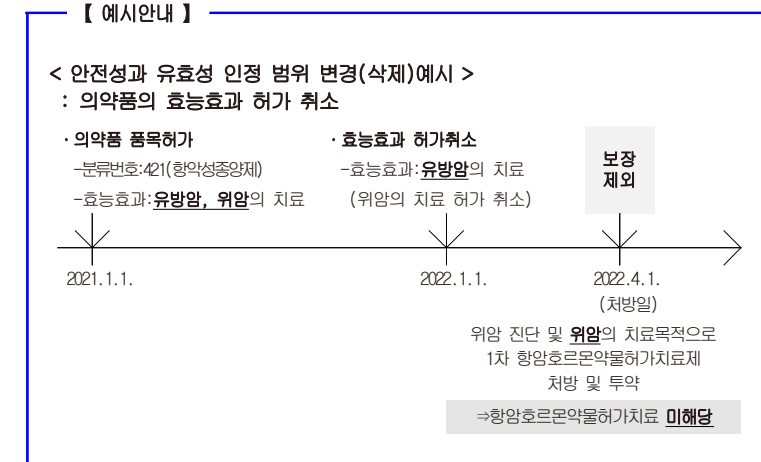 【 예시안내 】
< 안전성과 유효성 인정 범위 변경(삭제)예시 >
: 의약품의 효능효과 허가 취소
· 의약품 품목허가
-분류번호:421(항악성종양제)
-효능효과:유방암, 위암의 치료
· 효능효과 허가취소
-효능효과:유방암의 치료
(위암의 치료 허가 취소)
보장
제외
2021.1.1.
2022.1.1.
2022.4.1.
(처방일)
위암 진단 및 위암의 치료목적으로
1차 항암호르몬약물허가치료제
처방 및 투약
⇒항암호르몬약물허가치료 미해당